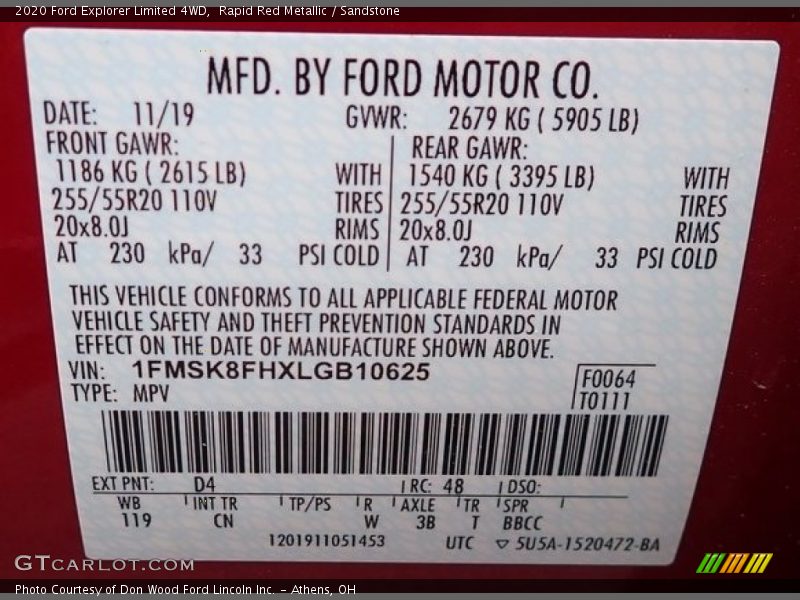 2020 Ford Explorer Limited 4WD, Rapid Red Metallic / Sandstone
MFD. BY FORD MOTOR CO.
DATE: 11/19 GVWR: 2679 KG ( 5905 LB)
FRONT GAWR: REAR GAWR:
1186 KG ( 2615 LB) WITH 1540 KG ( 3395 LB) WITH
255/55R20 110V TIRES 255/55R20 110V TIRES
20x8.0J RIMS 20x8.0J RIMS
AT 230 kPa/ 33 PSI COLD AT 230 kPa/ 33 PSI COLD
THIS VEHICLE CONFORMS TO ALL APPLICABLE FEDERAL MOTOR
VEHICLE SAFETY AND THEFT PREVENTION STANDARDS IN
EFFECT ON THE DATE OF MANUFACTURE SHOWN ABOVE.
VIN: 1FMSK8FHXLGB10625 F0064
TYPE: MPV T0111
EXT PNT: D4 RC: 48 DSO:
WB INT TR TP/PS R AXLE TR SPR
119 CN W 3B T BBCC
1201911051453 UTC ▽ 5U5A-1520472-BA
GTCARLOT.COM
Photo Courtesy of Don Wood Ford Lincoln Inc. - Athens, OH